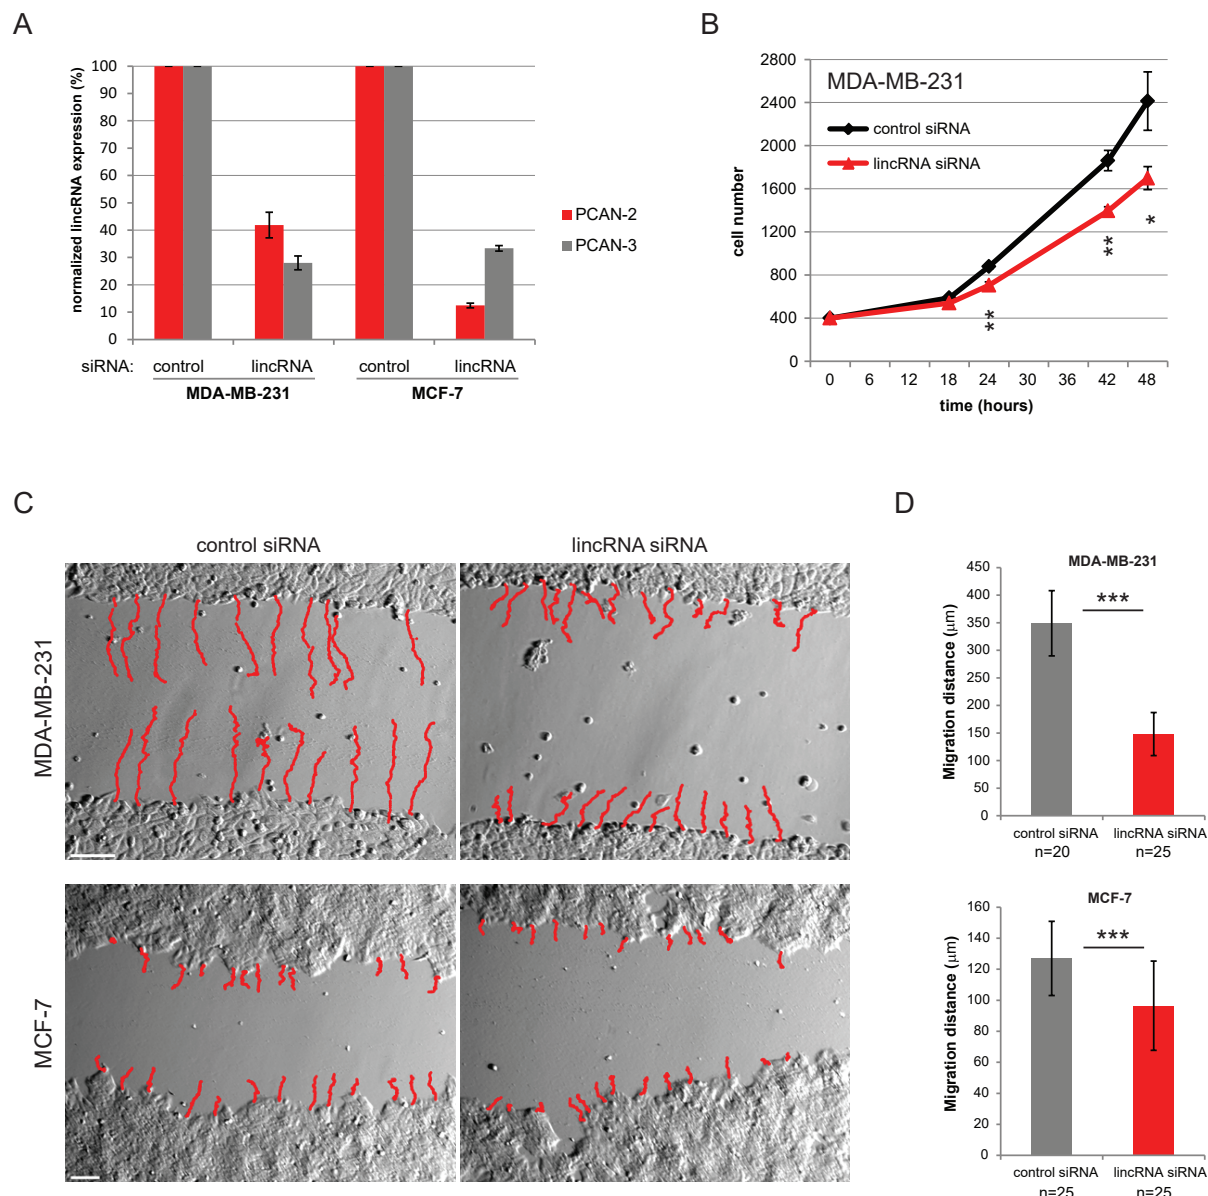 A
normalized lincRNA expression (%)
100
90
80
70
60
50
40
30
20
10
0
PCAN-2
PCAN-3
siRNA: control lincRNA control lincRNA
MDA-MB-231 MCF-7
B
MDA-MB-231
control siRNA
lincRNA siRNA
cell number
2800
2400
2000
1600
1200
800
400
0
**
**
*
0 6 12 18 24 30 36 42 48
time (hours)
C
control siRNA lincRNA siRNA
MDA-MB-231
MCF-7
D
MDA-MB-231
Migration distance (μm)
450
400
350
300
250
200
150
100
50
0
***
control siRNA lincRNA siRNA
n=20 n=25
MCF-7
Migration distance (μm)
160
140
120
100
80
60
40
20
0
***
control siRNA lincRNA siRNA
n=25 n=25